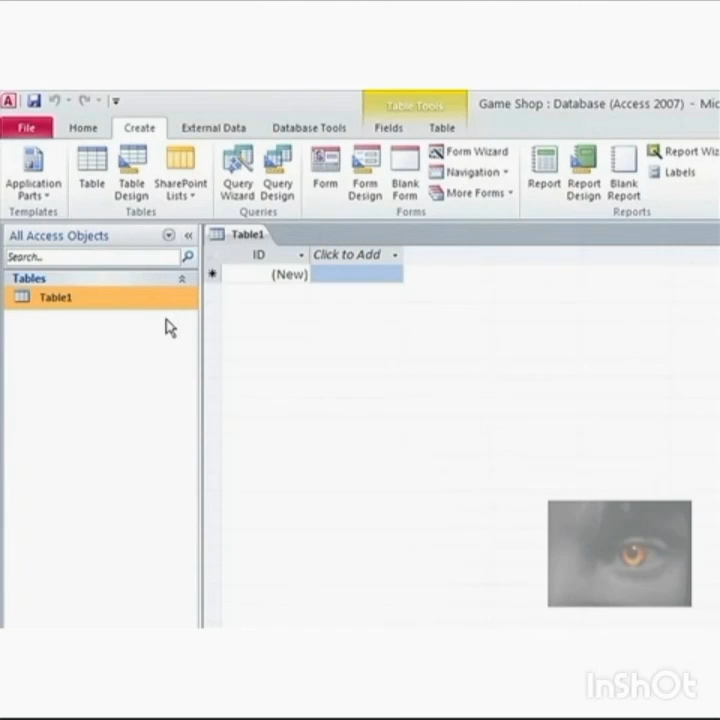 A
Table Tools
Game Shop : Database (Access 2007) - Mic
File Home Create External Data Database Tools Fields Table
Application Parts
Table
Table Design
SharePoint Lists
Query Wizard
Query Design
Form
Form Design
Blank Form
Form Wizard
Navigation
More Forms
Report
Report Design
Blank Report
Report Wiz
Labels
Templates Tables Queries Forms Reports
All Access Objects
Search...
Tables
Table1
Table1
ID Click to Add
* (New)
InShOt